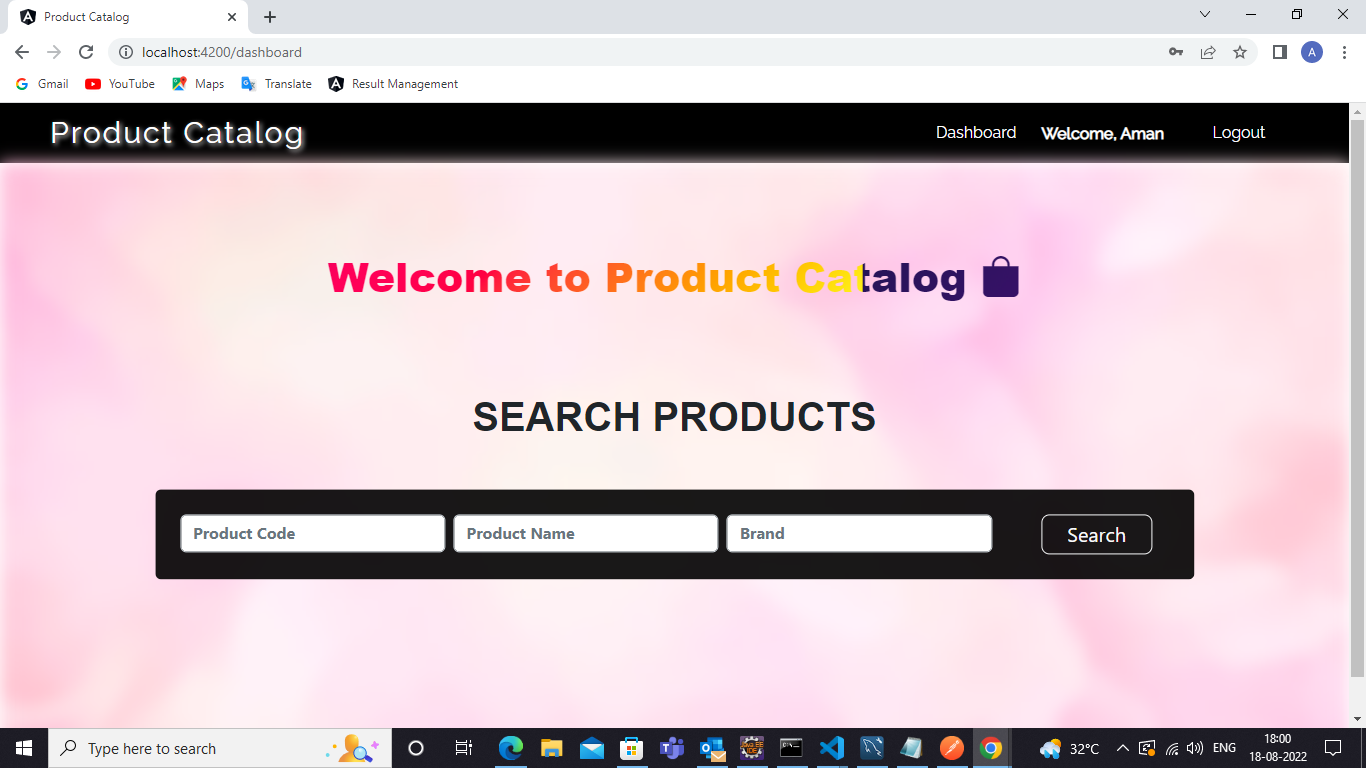 Product Catalog
localhost:4200/dashboard
A
Gmail YouTube Maps Translate Result Management
Product Catalog Dashboard Welcome, Aman Logout
Welcome to Product Catalog
SEARCH PRODUCTS
Product Code Product Name Brand Search
Type here to search 32°C ENG 18:00
18-08-2022